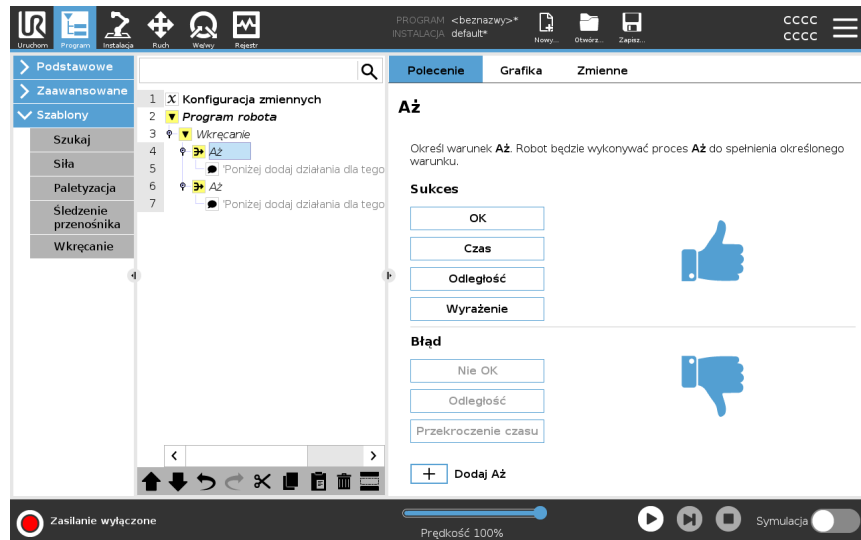 UR
Uruchom
Program
Instalacja
Ruch
We/wy
Rejestr
PROGRAM <beznazwy>*
INSTALACJA default*
Nowy...
Otwórz...
Zapisz...
CCCC
CCCC
Podstawowe
Zaawansowane
Szablony
Szukaj
Siła
Paletyzacja
Śledzenie
przenośnika
Wkręcanie
1 X Konfiguracja zmiennych
2 Program robota
3 Wkręcanie
4 Aż
5 'Poniżej dodaj działania dla tego
6 Aż
7 'Poniżej dodaj działania dla tego
Polecenie
Grafika
Zmienne
Aż
Określ warunek Aż. Robot będzie wykonywać proces Aż do spełnienia określonego
warunku.
Sukces
OK
Czas
Odległość
Wyrażenie
Błąd
Nie OK
Odległość
Przekroczenie czasu
Dodaj Aż
Zasilanie wyłączone
Prędkość 100%
Symulacja